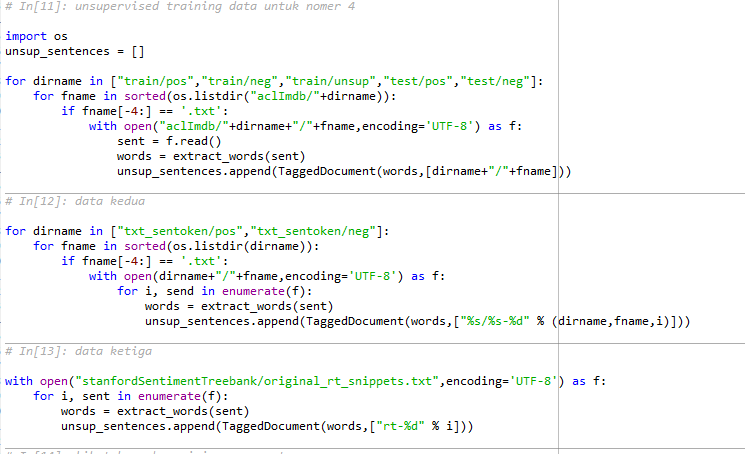 # In[11]: unsupervised training data untuk nomer 4
import os
unsup_sentences = []
for dirname in ["train/pos","train/neg","train/unsup","test/pos","test/neg"]:
    for fname in sorted(os.listdir("aclImdb/"+dirname)):
        if fname[-4:] == '.txt':
            with open("aclImdb/"+dirname+"/"+fname,encoding='UTF-8') as f:
                sent = f.read()
                words = extract_words(sent)
                unsup_sentences.append(TaggedDocument(words,[dirname+"/"+fname]))
# In[12]: data kedua
for dirname in ["txt_sentoken/pos","txt_sentoken/neg"]:
    for fname in sorted(os.listdir(dirname)):
        if fname[-4:] == '.txt':
            with open(dirname+"/"+fname,encoding='UTF-8') as f:
                for i, send in enumerate(f):
                    words = extract_words(sent)
                    unsup_sentences.append(TaggedDocument(words,["%s/%s-%d" % (dirname,fname,i)]))
# In[13]: data ketiga
with open("stanfordSentimentTreebank/original_rt_snippets.txt",encoding='UTF-8') as f:
    for i, sent in enumerate(f):
        words = extract_words(sent)
        unsup_sentences.append(TaggedDocument(words,["rt-%d" % i]))